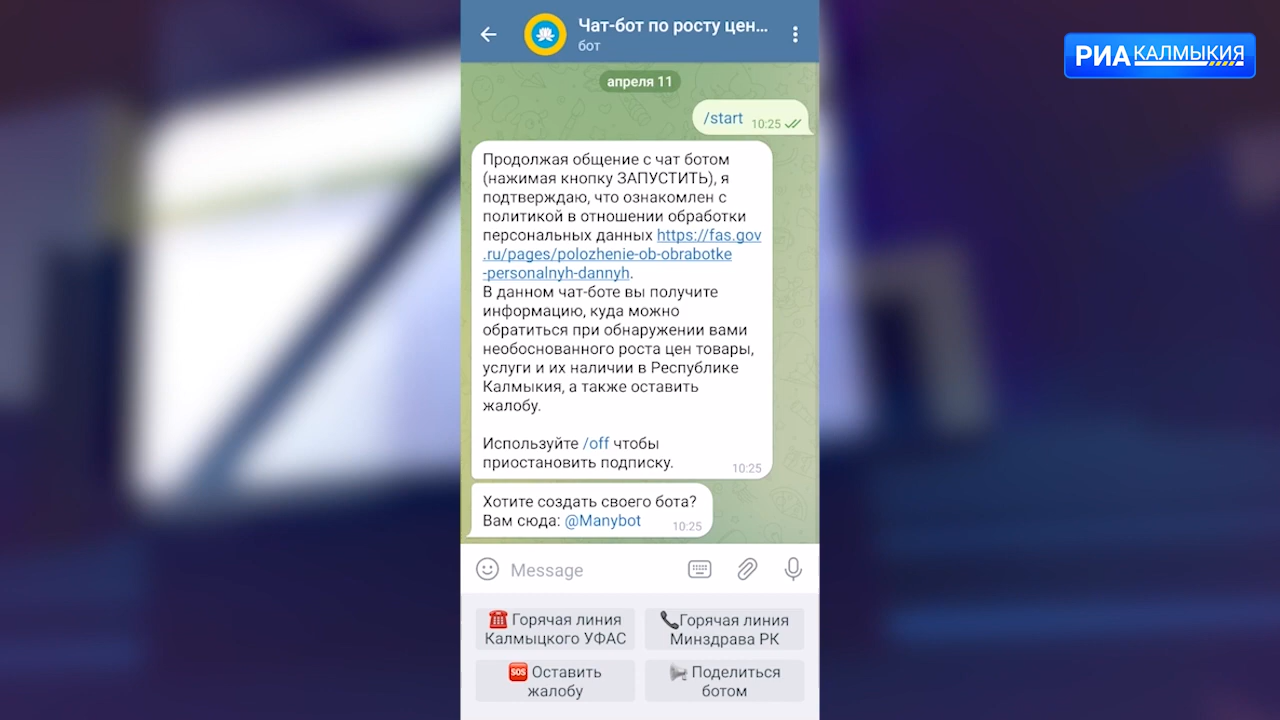 Чат-бот по росту цен...
бот
РИА КАЛМЫКИЯ
апреля 11
/start 10:25
Продолжая общение с чат ботом
(нажимая кнопку ЗАПУСТИТЬ), я
подтверждаю, что ознакомлен с
политикой в отношении обработки
персональных данных https://fas.gov
.ru/pages/polozhenie-ob-obrabotke
-personalnyh-dannyh.
В данном чат-боте вы получите
информацию, куда можно
обратиться при обнаружении вами
необоснованного роста цен товары,
услуги и их наличии в Республике
Калмыкия, а также оставить
жалобу.
Используйте /off чтобы
приостановить подписку.
10:25
Хотите создать своего бота?
Вам сюда: @Manybot
10:25
Message
Горячая линия
Калмыцкого УФАС
Горячая линия
Минздрава РК
SOS Оставить
жалобу
Поделиться
ботом